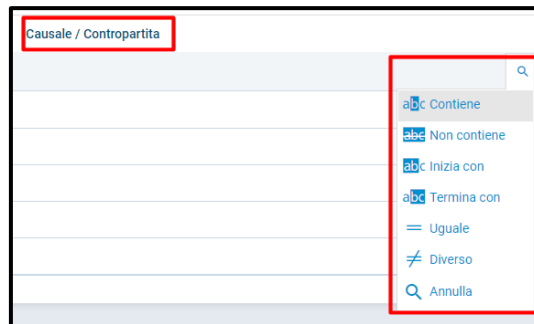 Causale / Contropartita
abc Contiene
abc Non contiene
abc Inizia con
abc Termina con
= Uguale
≠ Diverso
Annulla